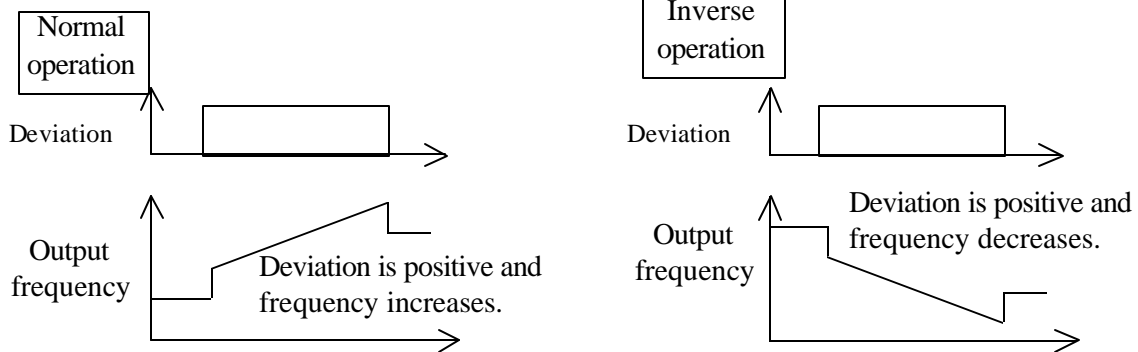 Normal
operation
Deviation
Output
frequency
Deviation is positive and
frequency increases.
Inverse
operation
Deviation
Output
frequency
Deviation is positive and
frequency decreases.